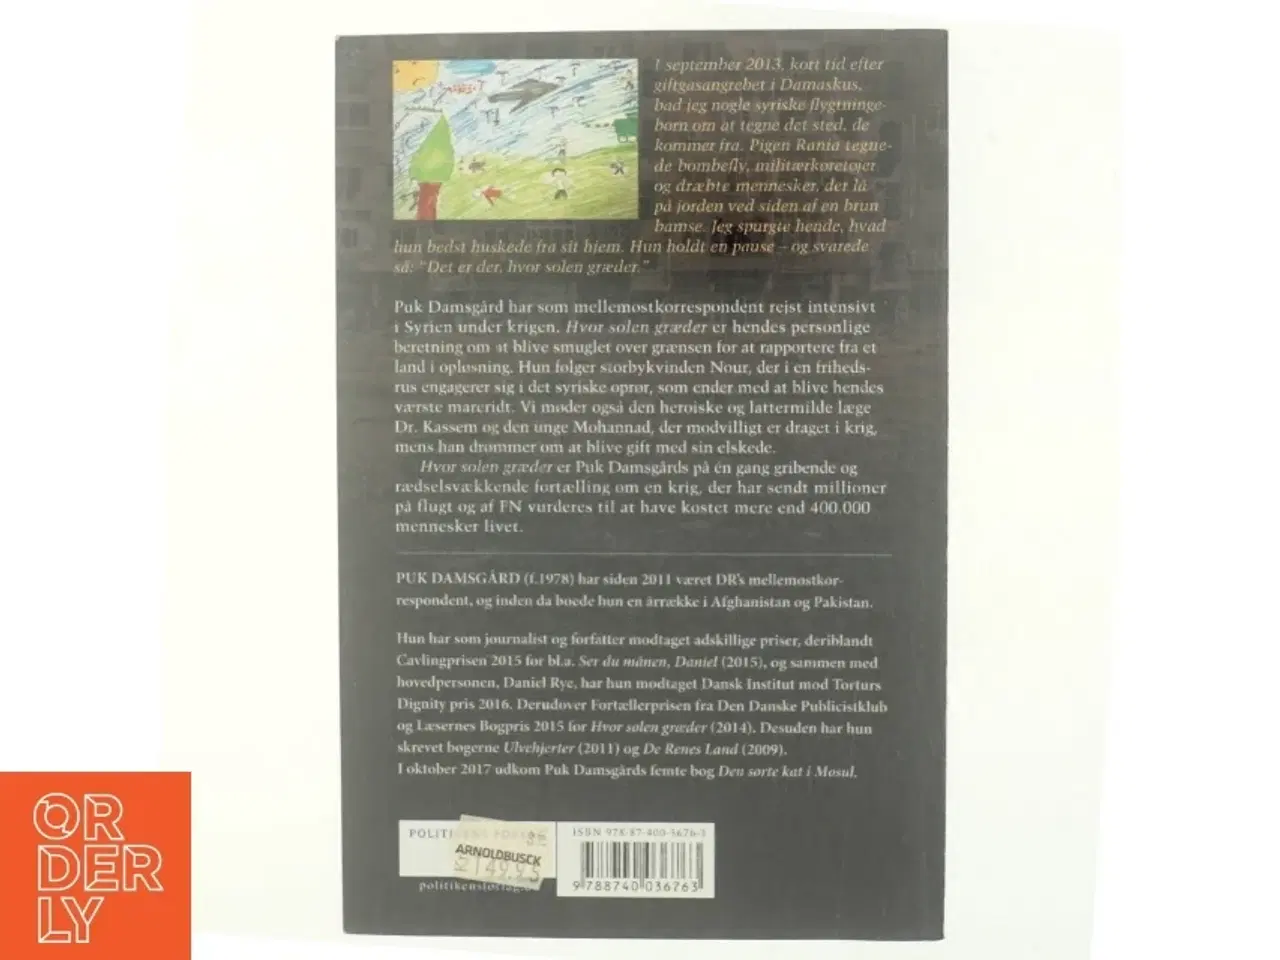 I september 2013, kort tid efter
giftgasangrebet i Damaskus,
bad jeg nogle syriske flygtninge-
børn om at tegne det sted, de
kommer fra. Pigen Rania tegne-
de bombefly, militærkøretøjer
og dræbte mennesker, der lå
på jorden ved siden af en brun
bamse. Jeg spurgte hende, hvad
hun bedst huskede fra sit hjem. Hun holdt en pause – og svarede
så: "Det er der, hvor solen græder."
Puk Damsgård har som mellemøstkorrespondent rejst intensivt
i Syrien under krigen. Hvor solen græder er hendes personlige
beretning om at blive smuglet over grænsen for at rapportere fra et
land i opløsning. Hun følger storbykvinden Nour, der i en friheds-
rus engagerer sig i det syriske oprør, som ender med at blive hendes
værste mareridt. Vi møder også den heroiske og lattermilde læge
Dr. Kassem og den unge Mohannad, der modvilligt er draget i krig,
mens han drømmer om at blive gift med sin elskede.
Hvor solen græder er Puk Damsgårds på én gang gribende og
rædselsvækkende fortælling om en krig, der har sendt millioner
på flugt og af FN vurderes til at have kostet mere end 400.000
mennesker livet.
PUK DAMSGÅRD (f.1978) har siden 2011 været DR's mellemøstkor-
respondent, og inden da boede hun en årrække i Afghanistan og Pakistan.
Hun har som journalist og forfatter modtaget adskillige priser, deriblandt
Cavlingprisen 2015 for bl.a. Ser du månen, Daniel (2015), og sammen med
hovedpersonen, Daniel Rye, har hun modtaget Dansk Institut mod Torturs
Dignity pris 2016. Derudover Fortællerprisen fra Den Danske Publicistklub
og Læsernes Bogpris 2015 for Hvor solen græder (2014). Desuden har hun
skrevet bøgerne Ulvehjerter (2011) og De Renes Land (2009).
I oktober 2017 udkom Puk Damsgårds femte bog Den sorte kat i Mosul.
ARNOLDBUSCK
149.95
politikensforlag.d
ISBN 978-87-400-3676-3
9 788740 036763
ORDERLY